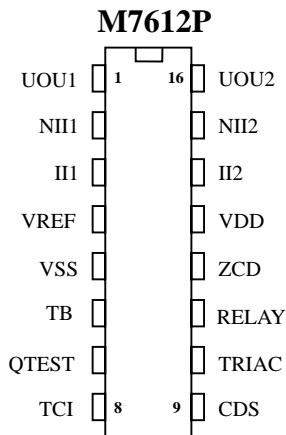 M7612P
UOU1 1 16 UOU2
NII1 NII2
II1 II2
VREF VDD
VSS ZCD
TB RELAY
QTEST TRIAC
TCI 8 9 CDS